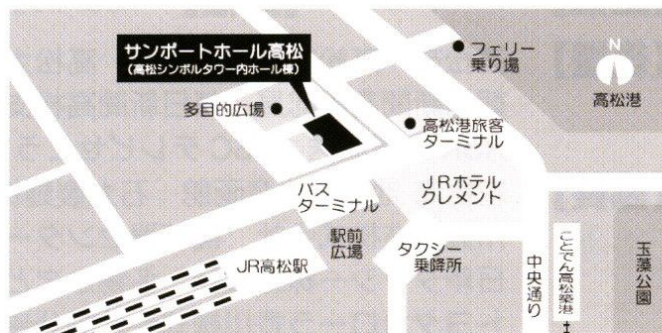 サンポートホール高松
(高松シンボルタワー内ホール棟)
フェリー
乗り場
N
高松港
多目的広場
高松港旅客
ターミナル
バス
ターミナル
JRホテル
クレメント
駅前
広場
タクシー
乗降所
JR高松駅
中央通り
ことでん高松築港
玉藻公園